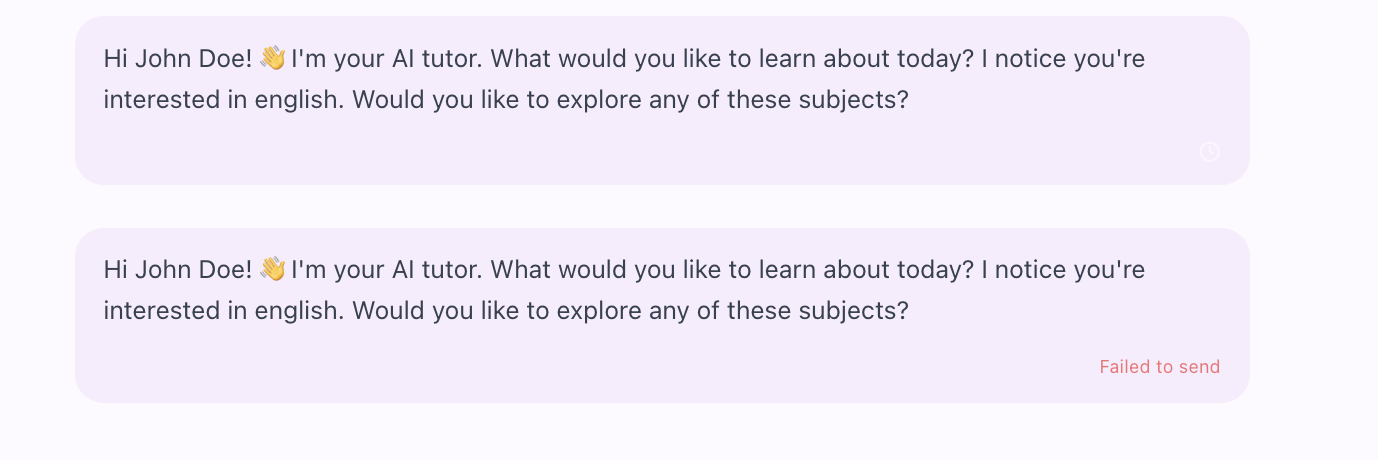 Hi John Doe! 👋 I'm your AI tutor. What would you like to learn about today? I notice you're
interested in english. Would you like to explore any of these subjects?
Hi John Doe! 👋 I'm your AI tutor. What would you like to learn about today? I notice you're
interested in english. Would you like to explore any of these subjects?
Failed to send